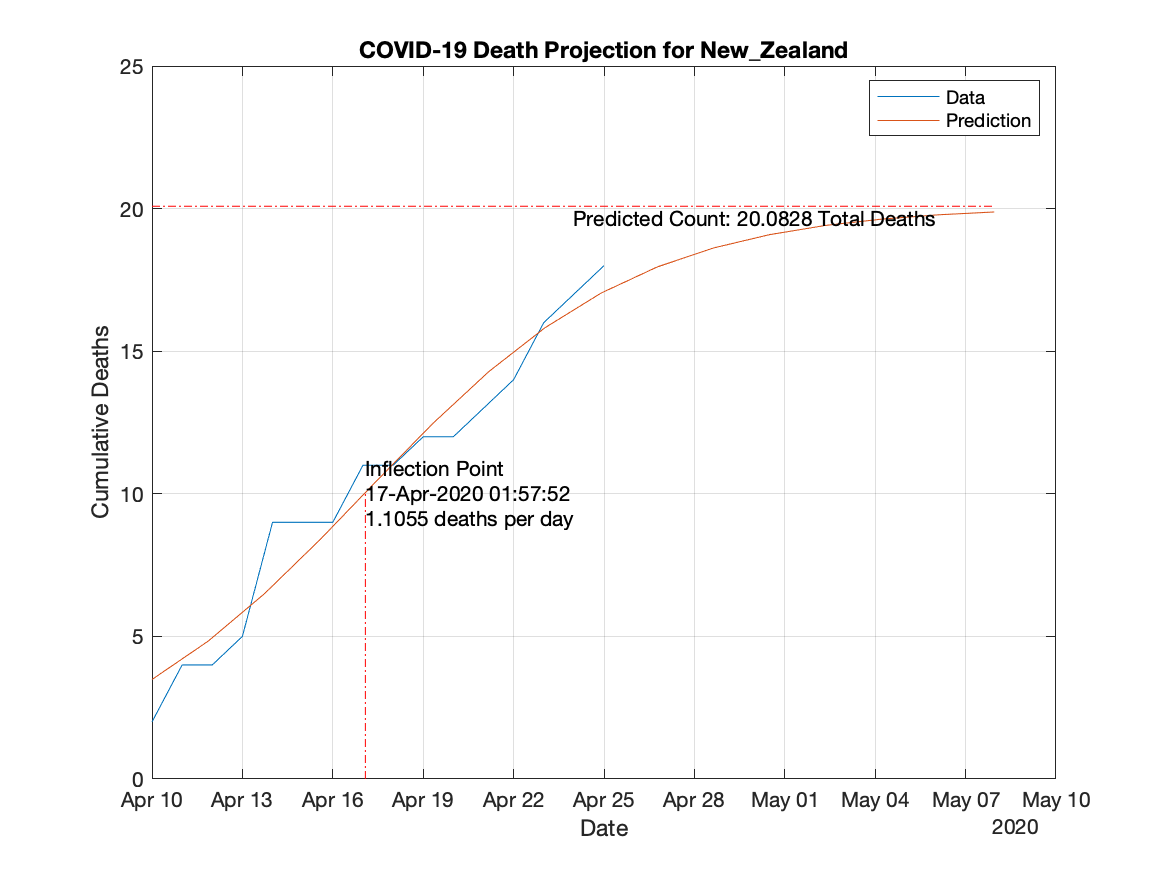 COVID-19 Death Projection for New_Zealand
25
20
15
10
5
0
Cumulative Deaths
Data
Prediction
Predicted Count: 20.0828 Total Deaths
Inflection Point
17-Apr-2020 01:57:52
1.1055 deaths per day
Apr 10 Apr 13 Apr 16 Apr 19 Apr 22 Apr 25 Apr 28 May 01 May 04 May 07 May 10
Date
2020